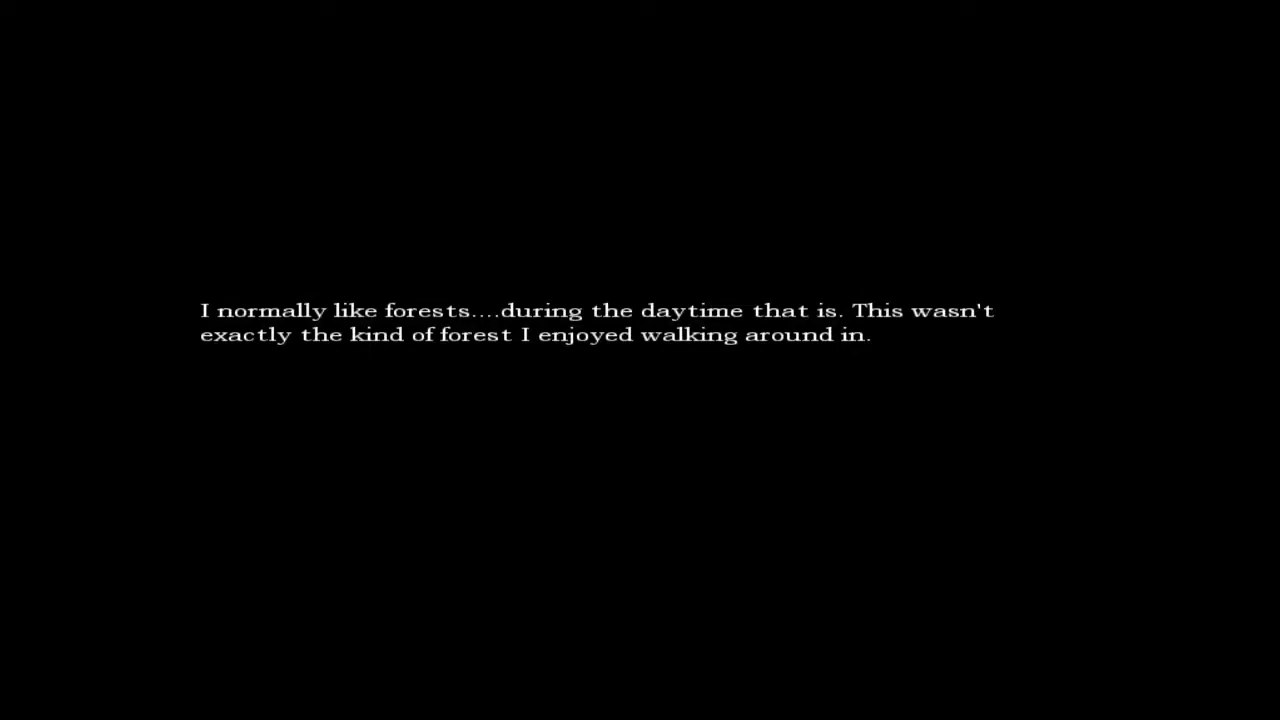 I normally like forests....during the daytime that is. This wasn't
exactly the kind of forest I enjoyed walking around in.